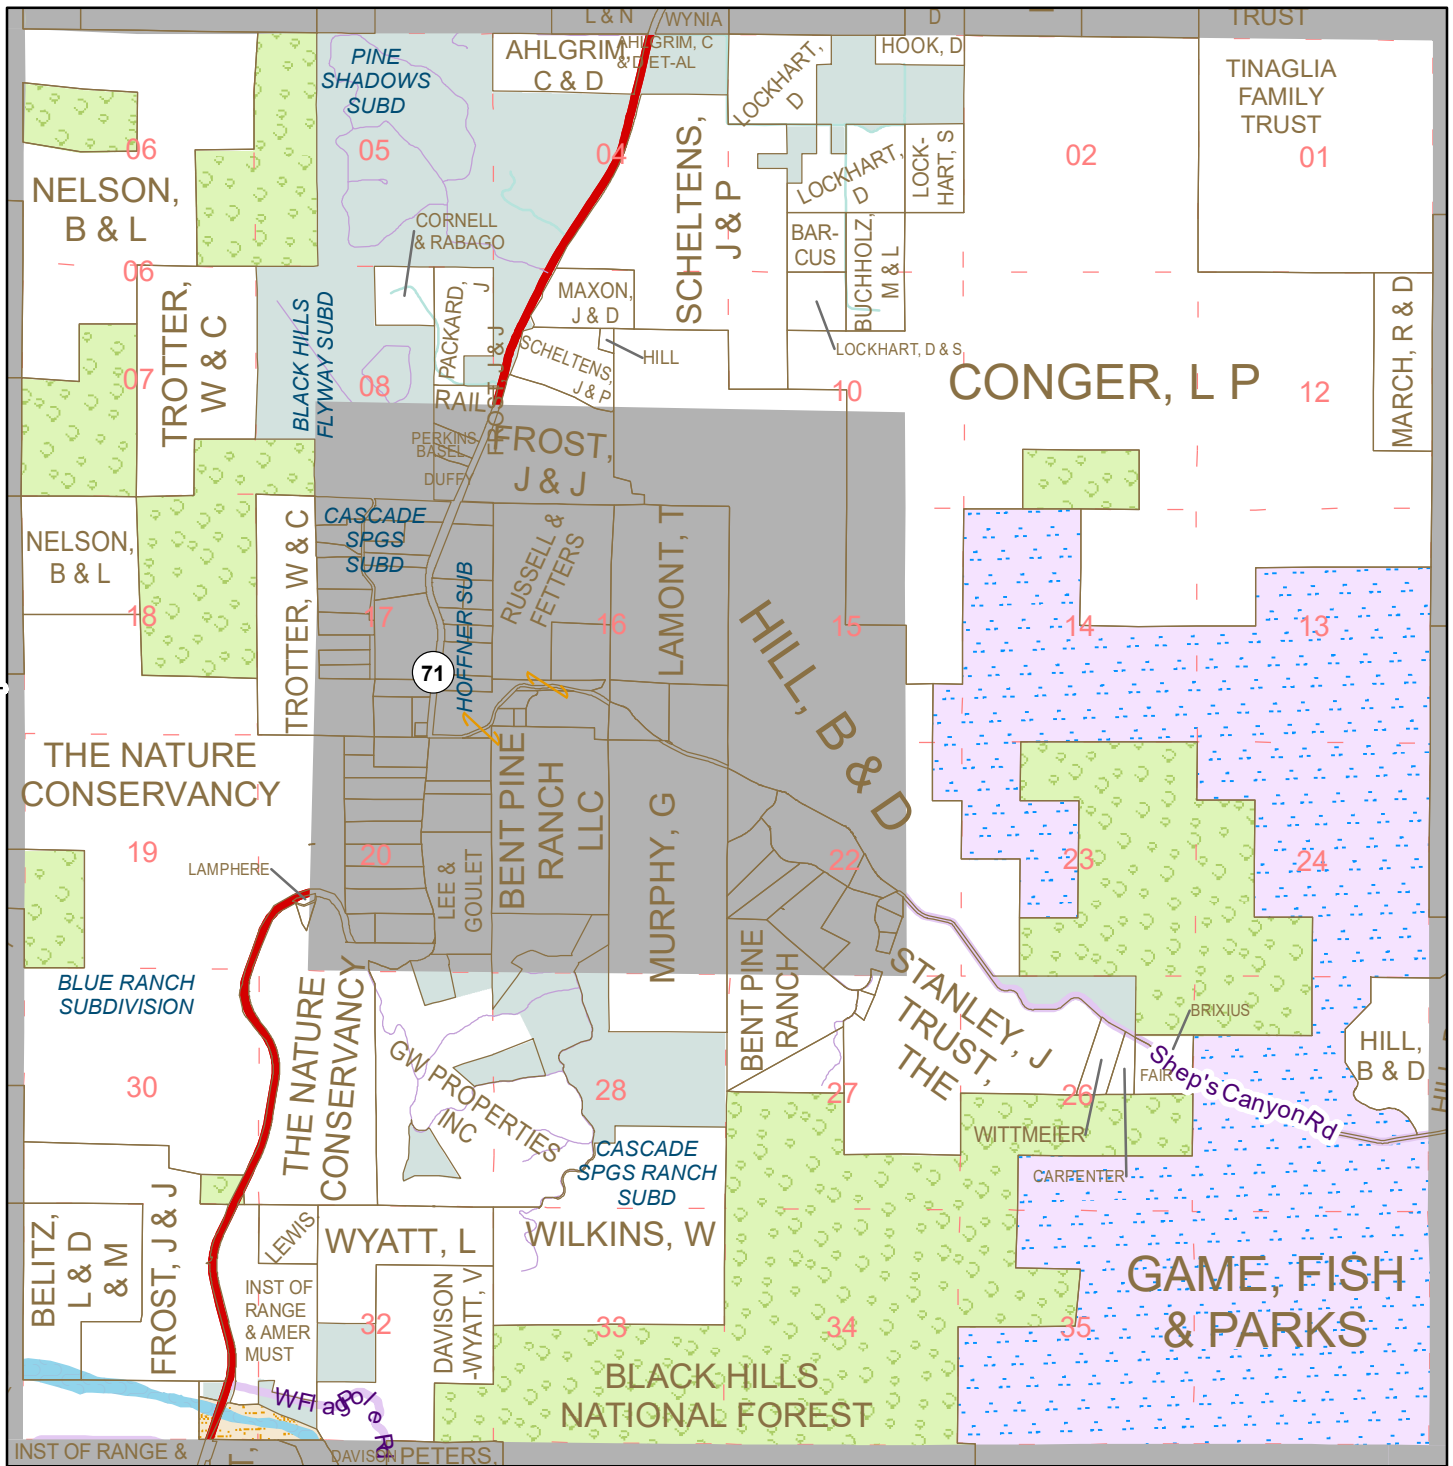 L & N
WYNIA
D
TRUST
PINE
SHADOWS
SUBD
AHLGRIM,
C & D
AHLGRIM, C
& D ET-AL
LOCKHART,
D
HOOK, D
TINAGLIA
FAMILY
TRUST
06
05
04
02
01
NELSON,
B & L
SCHELTENS,
J & P
LOCKHART,
D
LOCK-
HART, S
CORNELL
& RABAGO
BAR-
CUS
BUCHHOLZ,
M & L
06
TROTTER,
W & C
BLACK HILLS
FLYWAY SUBD
PACKARD,
J
MAXON,
J & D
MARCH, R & D
FROST, J & J
SCHELTENS,
J & P
HILL
LOCKHART, D & S
07
08
10
CONGER, L P
12
RAIL
PERKINS
BASEL
DUFFY
FROST,
J & J
NELSON,
B & L
TROTTER, W & C
CASCADE
SPGS
SUBD
HOFFNER SUB
RUSSELL &
FETTERS
LAMONT, T
HILL, B & D
18
17
16
15
14
13
71
THE NATURE
CONSERVANCY
BENT PINE
RANCH
LLC
MURPHY, G
19
20
22
23
24
LAMPHERE
LEE &
GOULET
BLUE RANCH
SUBDIVISION
THE NATURE
CONSERVANCY
BENT PINE
RANCH
STANLEY, J
TRUST,
THE
BRIXIUS
HILL,
B & D
GW PROPERTIES
INC
Shep's Canyon Rd
FAIR
30
28
27
26
HILL
WITTMEIER
CARPENTER
CASCADE
SPGS RANCH
SUBD
BELITZ,
L & D
& M
FROST, J & J
LEWIS
WYATT, L
WILKINS, W
INST OF
RANGE
& AMER
MUST
DAVISON
-WYATT, V
GAME, FISH
& PARKS
32
33
34
35
BLACK HILLS
NATIONAL FOREST
W Flagpole Rd
INST OF RANGE &
T,
DAVISON
PETERS,